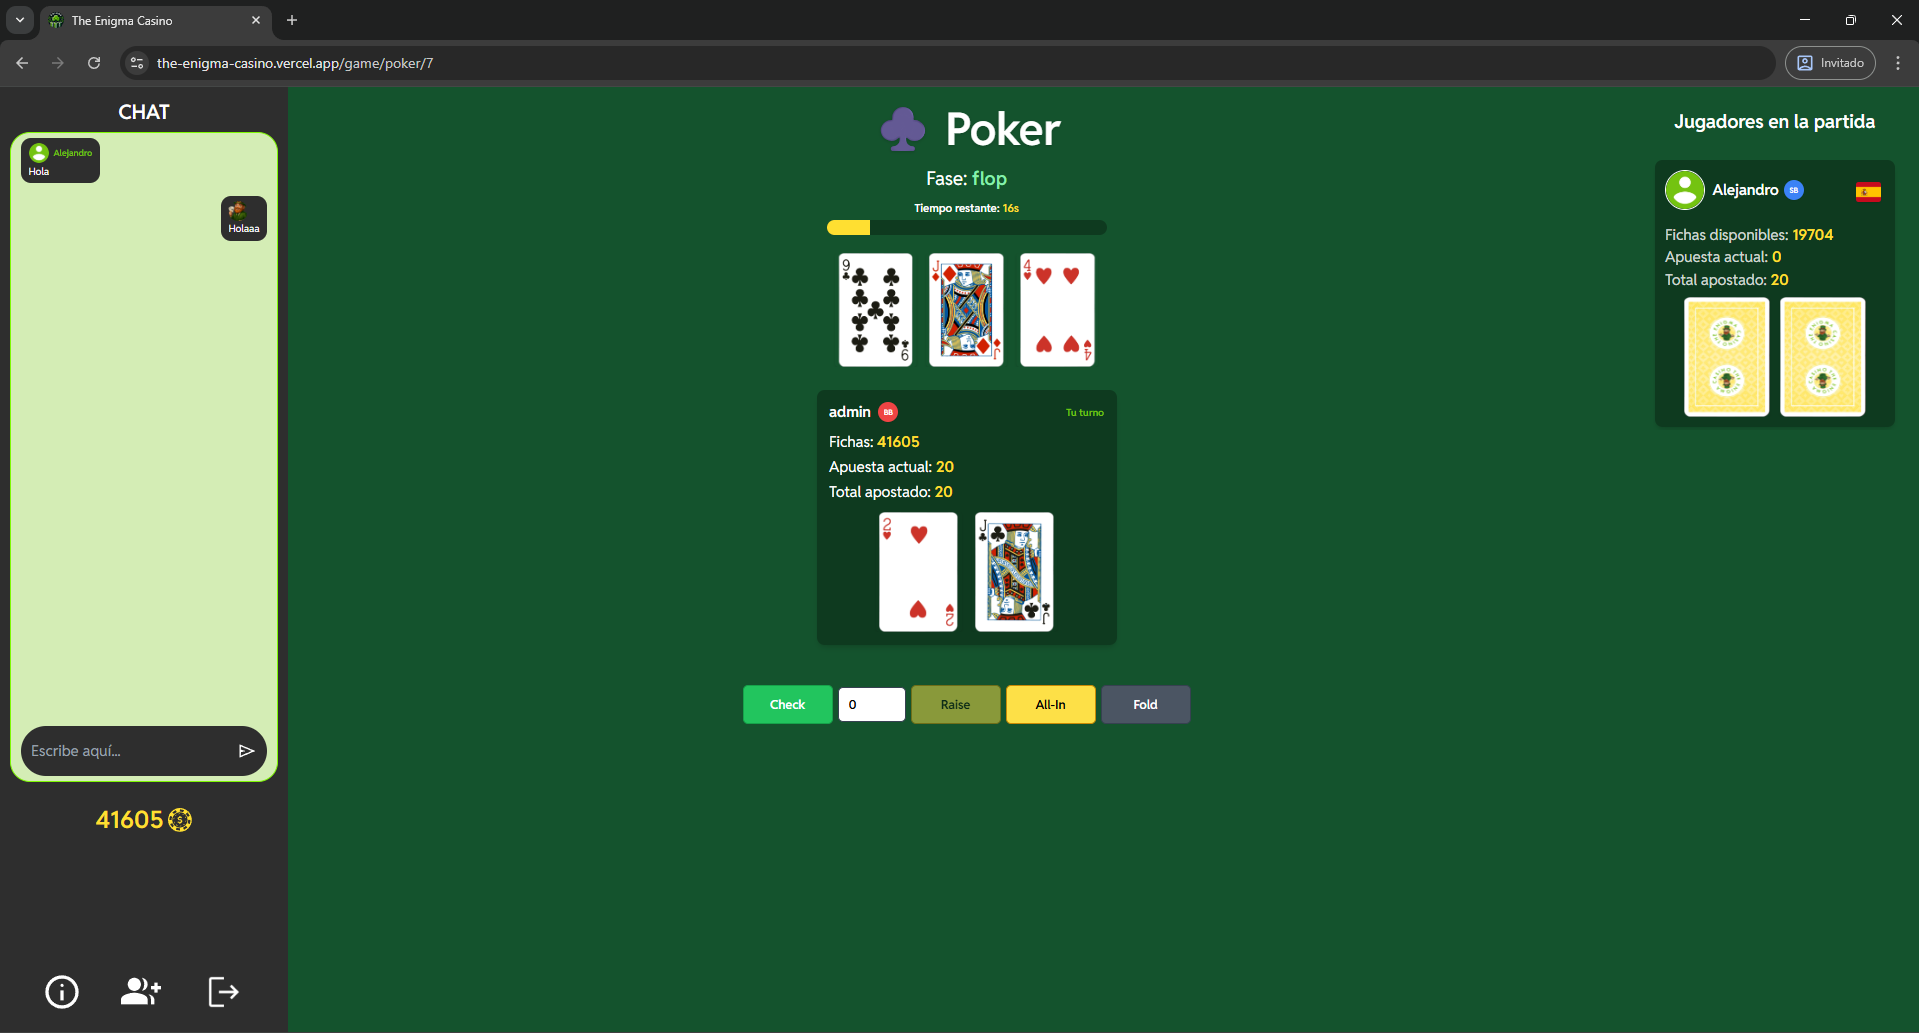 The Enigma Casino
the-enigma-casino.vercel.app/game/poker/7
Invitado
CHAT
Alejandro
Hola
Holaaa
Escribe aquí...
41605
Poker
Fase: flop
Tiempo restante: 16s
9
9
J
J
4
4
admin BB
Tu turno
Fichas: 41605
Apuesta actual: 20
Total apostado: 20
2
2
J
J
Check
0
Raise
All-In
Fold
Jugadores en la partida
Alejandro SB
Fichas disponibles: 19704
Apuesta actual: 0
Total apostado: 20